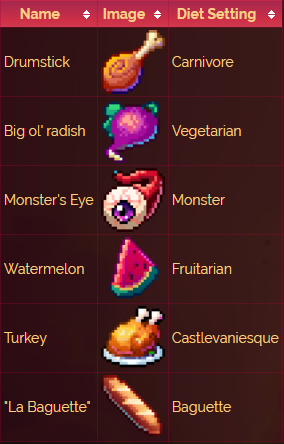 Name Image Diet Setting
Drumstick Carnivore
Big ol' radish Vegetarian
Monster's Eye Monster
Watermelon Fruitarian
Turkey Castlevaniesque
"La Baguette" Baguette